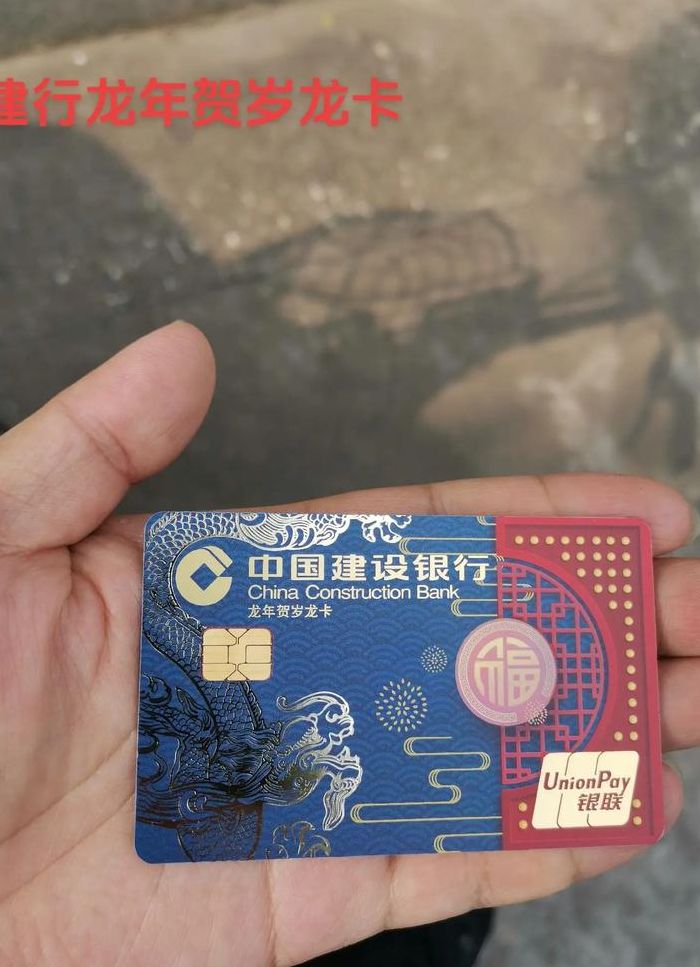 建行龙年贺岁龙卡
中国建设银行
China Construction Bank
龙年贺岁龙卡
福
UnionPay
银联